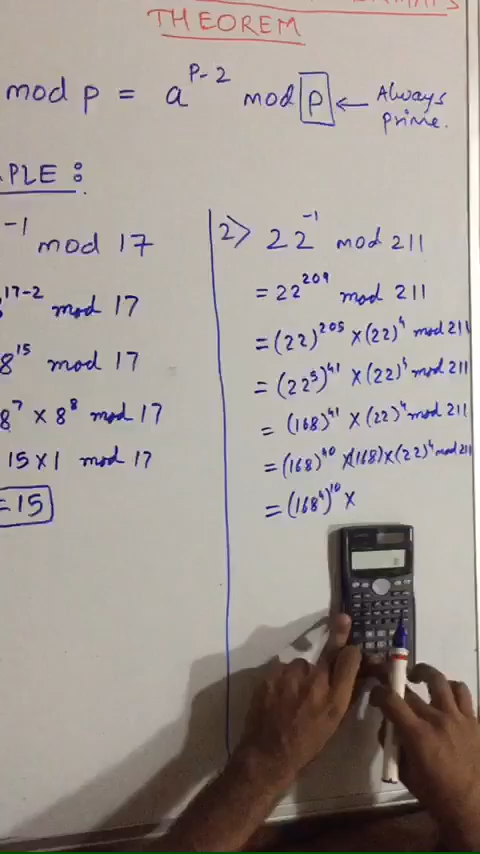 THEOREM
mod p = a^{P-2} mod p ← Always prime.
PLE :
^{-1} mod 17
^{17-2} mod 17
8^{15} mod 17
8^7 × 8^8 mod 17
15 × 1 mod 17
= 15
2> 22^{-1} mod 211
= 22^{209} mod 211
= (22)^{205} × (22)^4 mod 211
= (22^5)^{41} × (22)^4 mod 211
= (168)^{41} × (22)^4 mod 211
= (168)^{40} × (168) × (22)^4 mod 211
= (168^4)^{10} ×